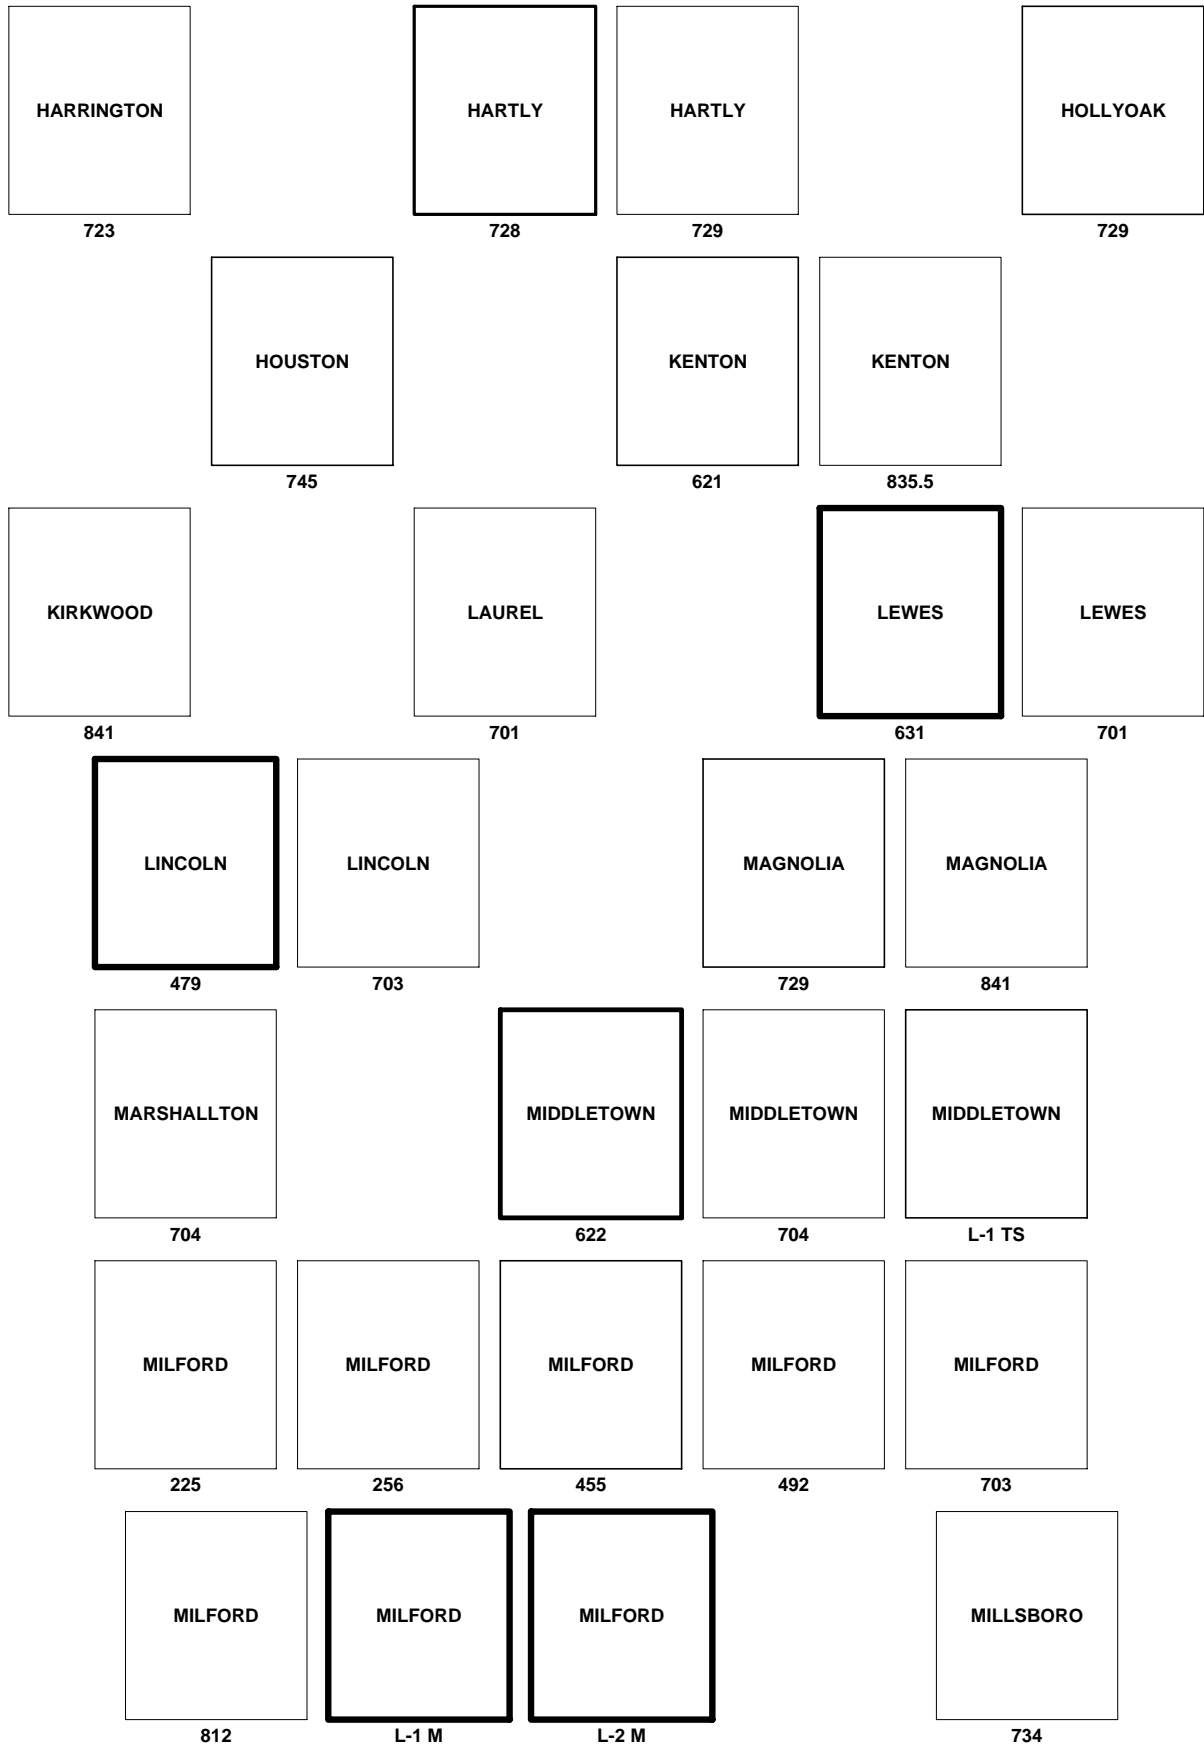 HARRINGTON HARTLY HARTLY HOLLYOAK
723 728 729 729
HOUSTON KENTON KENTON
745 621 835.5
KIRKWOOD LAUREL LEWES LEWES
841 701 631 701
LINCOLN LINCOLN MAGNOLIA MAGNOLIA
479 703 729 841
MARSHALLTON MIDDLETOWN MIDDLETOWN MIDDLETOWN
704 622 704 L-1 TS
MILFORD MILFORD MILFORD MILFORD MILFORD
225 256 455 492 703
MILFORD MILFORD MILFORD MILLSBORO
812 L-1 M L-2 M 734